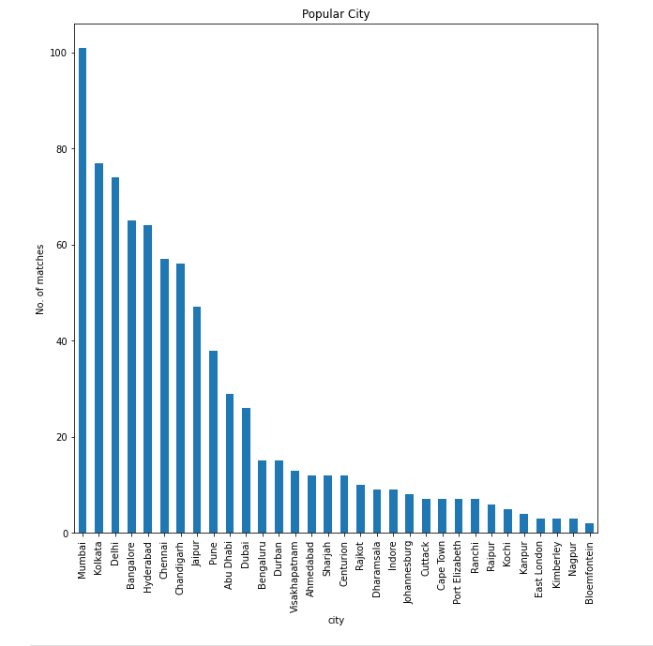 Popular City
100
80
60
40
20
0
No. of matches
Mumbai
Kolkata
Delhi
Bangalore
Hyderabad
Chennai
Chandigarh
Jaipur
Pune
Abu Dhabi
Dubai
Bengaluru
Durban
Visakhapatnam
Ahmedabad
Sharjah
Centurion
Rajkot
Dharamsala
Indore
Johannesburg
Cuttack
Cape Town
Port Elizabeth
Ranchi
Raipur
Kochi
Kanpur
East London
Kimberley
Nagpur
Bloemfontein
city